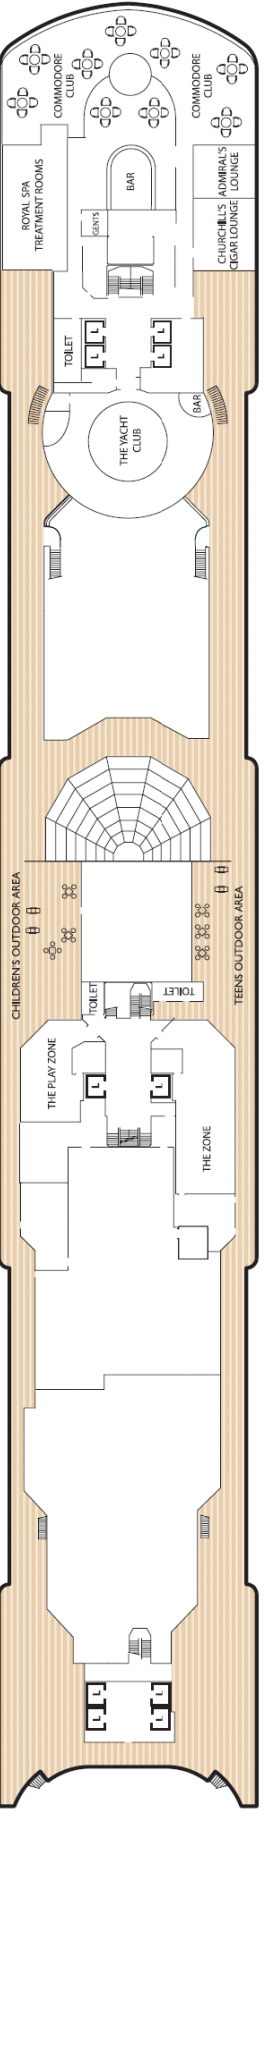 COMMODORE
CLUB
COMMODORE
CLUB
ROYAL SPA
TREATMENT ROOMS
BAR
ADMIRAL'S
LOUNGE
GENTS
CHURCHILL'S
CIGAR LOUNGE
L
L
L
L
TOILET
BAR
THE YACHT
CLUB
CHILDREN'S OUTDOOR AREA
TEENS OUTDOOR AREA
TOILET
TOILET
THE PLAY ZONE
L
L
THE ZONE
L
L
L
L